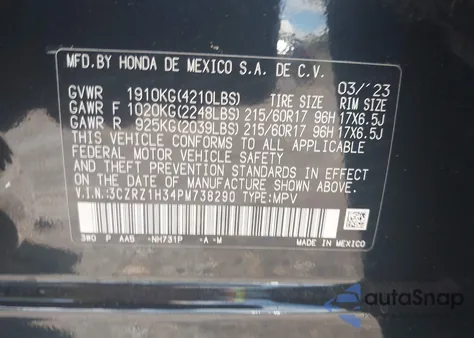 MFD.BY HONDA DE MEXICO S.A. DE C.V.
03/'23
GVWR 1910KG(4210LBS) TIRE SIZE RIM SIZE
GAWR F 1020KG(2248LBS) 215/60R17 96H 17X6.5J
GAWR R 925KG(2039LBS) 215/60R17 96H 17X6.5J
THIS VEHICLE CONFORMS TO ALL APPLICABLE
FEDERAL MOTOR VEHICLE SAFETY
AND THEFT PREVENTION STANDARDS IN EFFECT
ON THE DATE OF MANUFACTURE SHOWN ABOVE.
V.I.N.:3CZRZ1H34PM738290 TYPE:MPV
3W0 P AAB -NH731P -A -M
MADE IN MEXICO
autoSnap